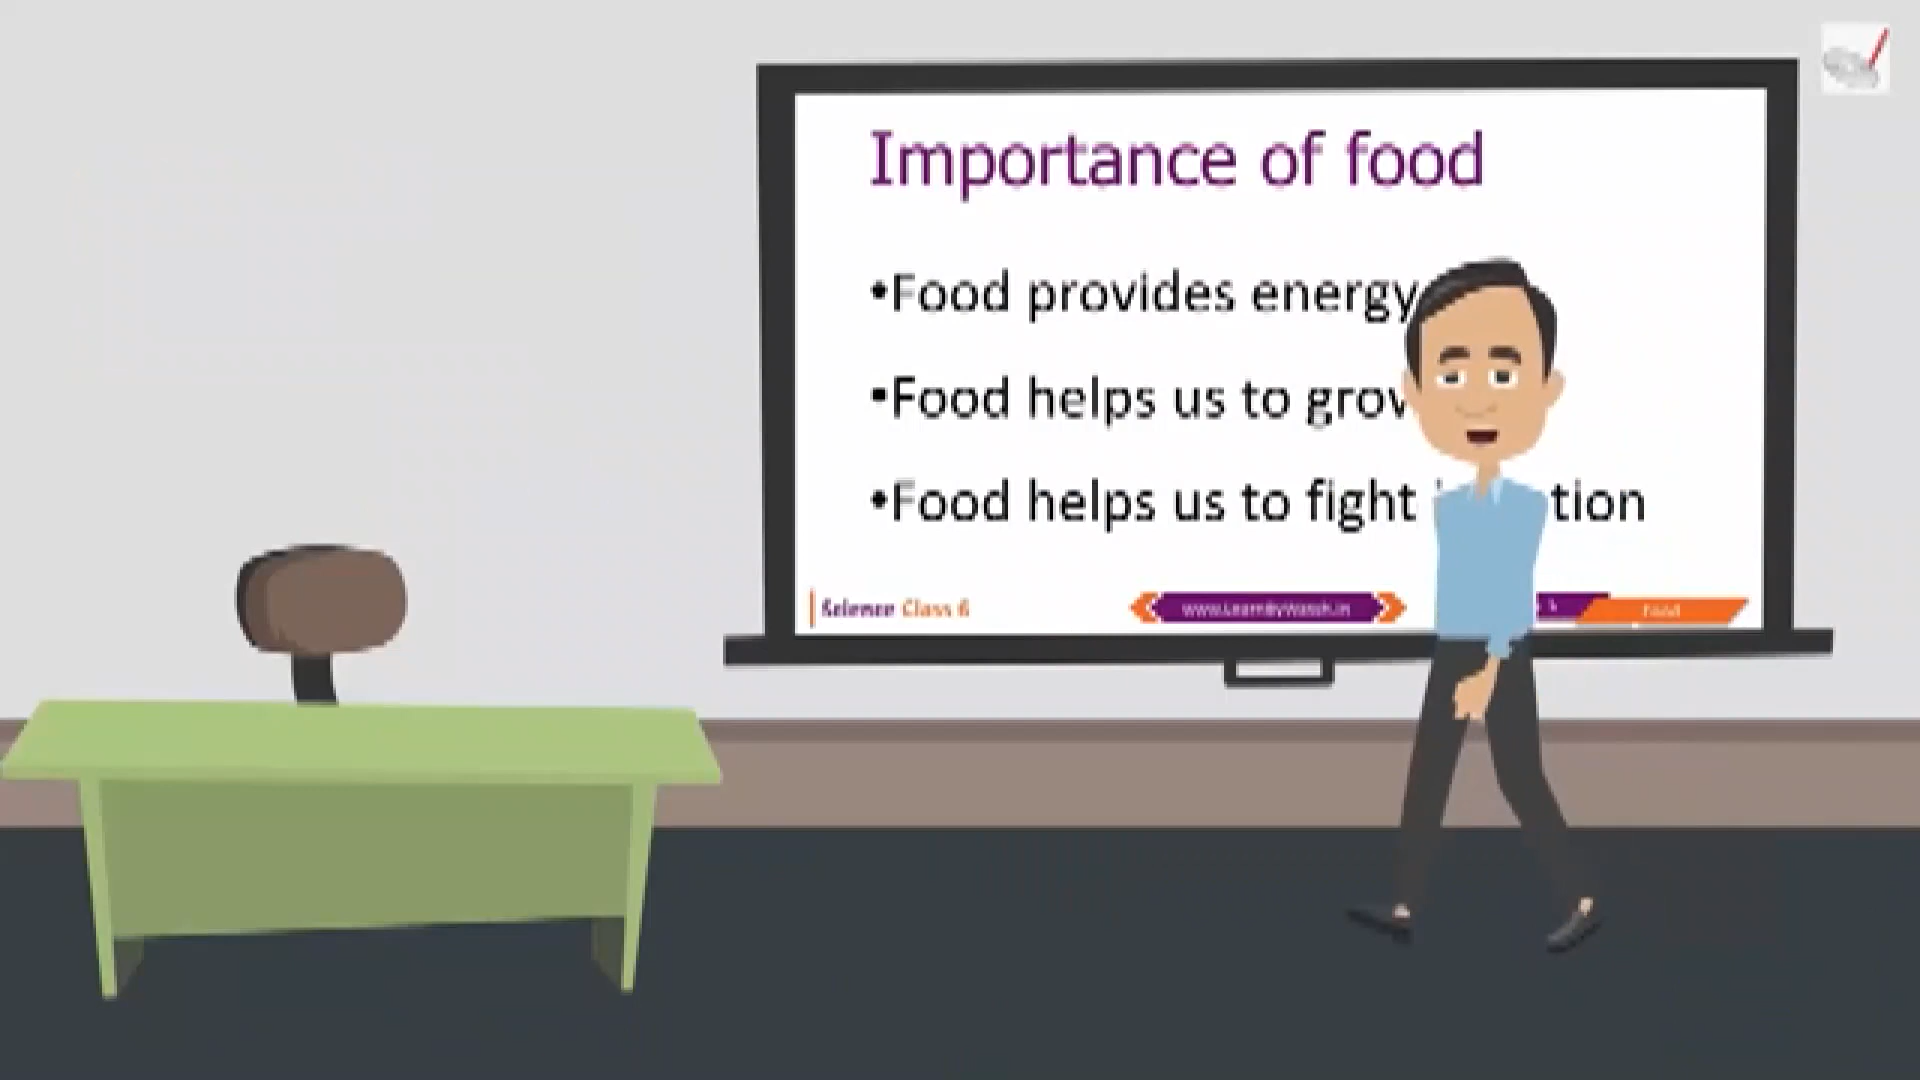 Importance of food
•Food provides energy
•Food helps us to grow
•Food helps us to fight
Science Class 6
www.LearnByWatch.in
Food